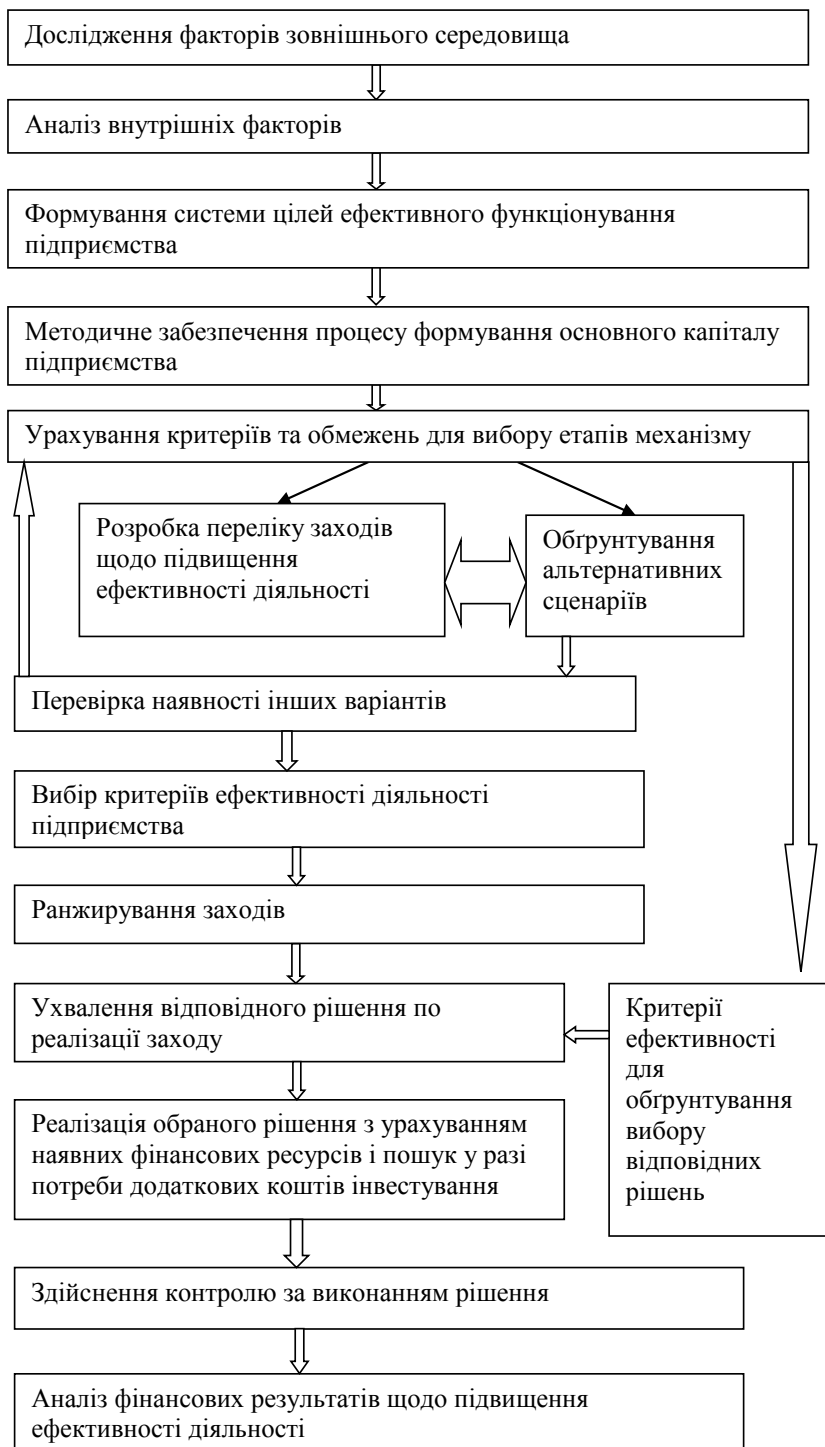 Дослідження факторів зовнішнього середовища
Аналіз внутрішніх факторів
Формування системи цілей ефективного функціонування
підприємства
Методичне забезпечення процесу формування основного капіталу
підприємства
Урахування критеріїв та обмежень для вибору етапів механізму
Розробка переліку заходів
щодо підвищення
ефективності діяльності
Обґрунтування
альтернативних
сценаріїв
Перевірка наявності інших варіантів
Вибір критеріїв ефективності діяльності
підприємства
Ранжирування заходів
Ухвалення відповідного рішення по
реалізації заходу
Критерії
ефективності
для
обґрунтування
вибору
відповідних
рішень
Реалізація обраного рішення з урахуванням
наявних фінансових ресурсів і пошук у разі
потреби додаткових коштів інвестування
Здійснення контролю за виконанням рішення
Аналіз фінансових результатів щодо підвищення
ефективності діяльності